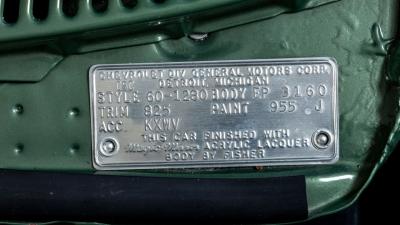 CHEVROLET DIV GENERAL MOTORS CORP.
DETROIT, MICHIGAN
STYLE 60-1280 BODY FP 3160
TRIM 825 PAINT 955 J
ACC. KXMV
THIS CAR FINISHED WITH
Magic-Mirror ACRYLIC LACQUER
BODY BY FISHER